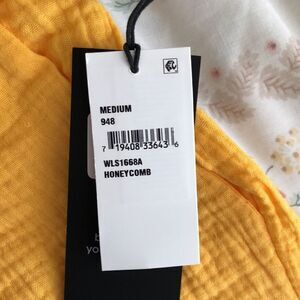 MEDIUM
948
7 19408 33643 6
WLS1668A
HONEYCOMB